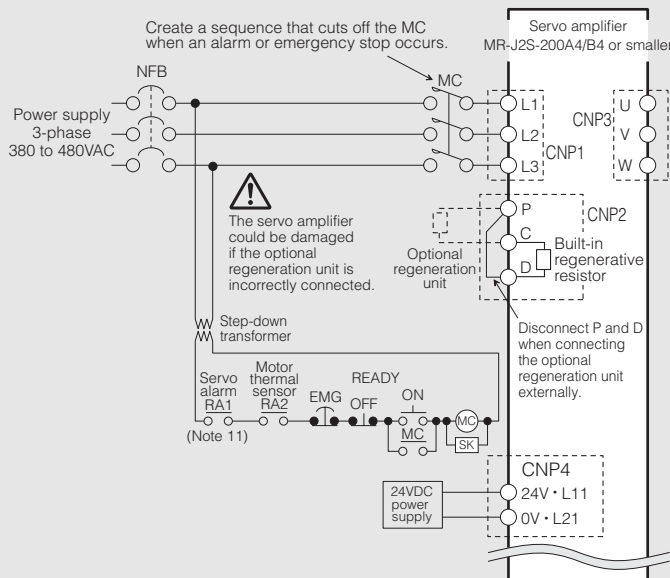 Create a sequence that cuts off the MC
when an alarm or emergency stop occurs.
Servo amplifier
MR-J2S-200A4/B4 or smaller
NFB
MC
Power supply
3-phase
380 to 480VAC
L1
L2
L3
CNP1
CNP3
U
V
W
The servo amplifier
could be damaged
if the optional
regeneration unit is
incorrectly connected.
Optional
regeneration
unit
P
C
D
CNP2
Built-in
regenerative
resistor
Disconnect P and D
when connecting
the optional
regeneration unit
externally.
Step-down
transformer
Servo
alarm
RA1
(Note 11)
Motor
thermal
sensor
RA2
EMG
READY
OFF
ON
MC
MC
SK
24VDC
power
supply
CNP4
24V・L11
0V・L21